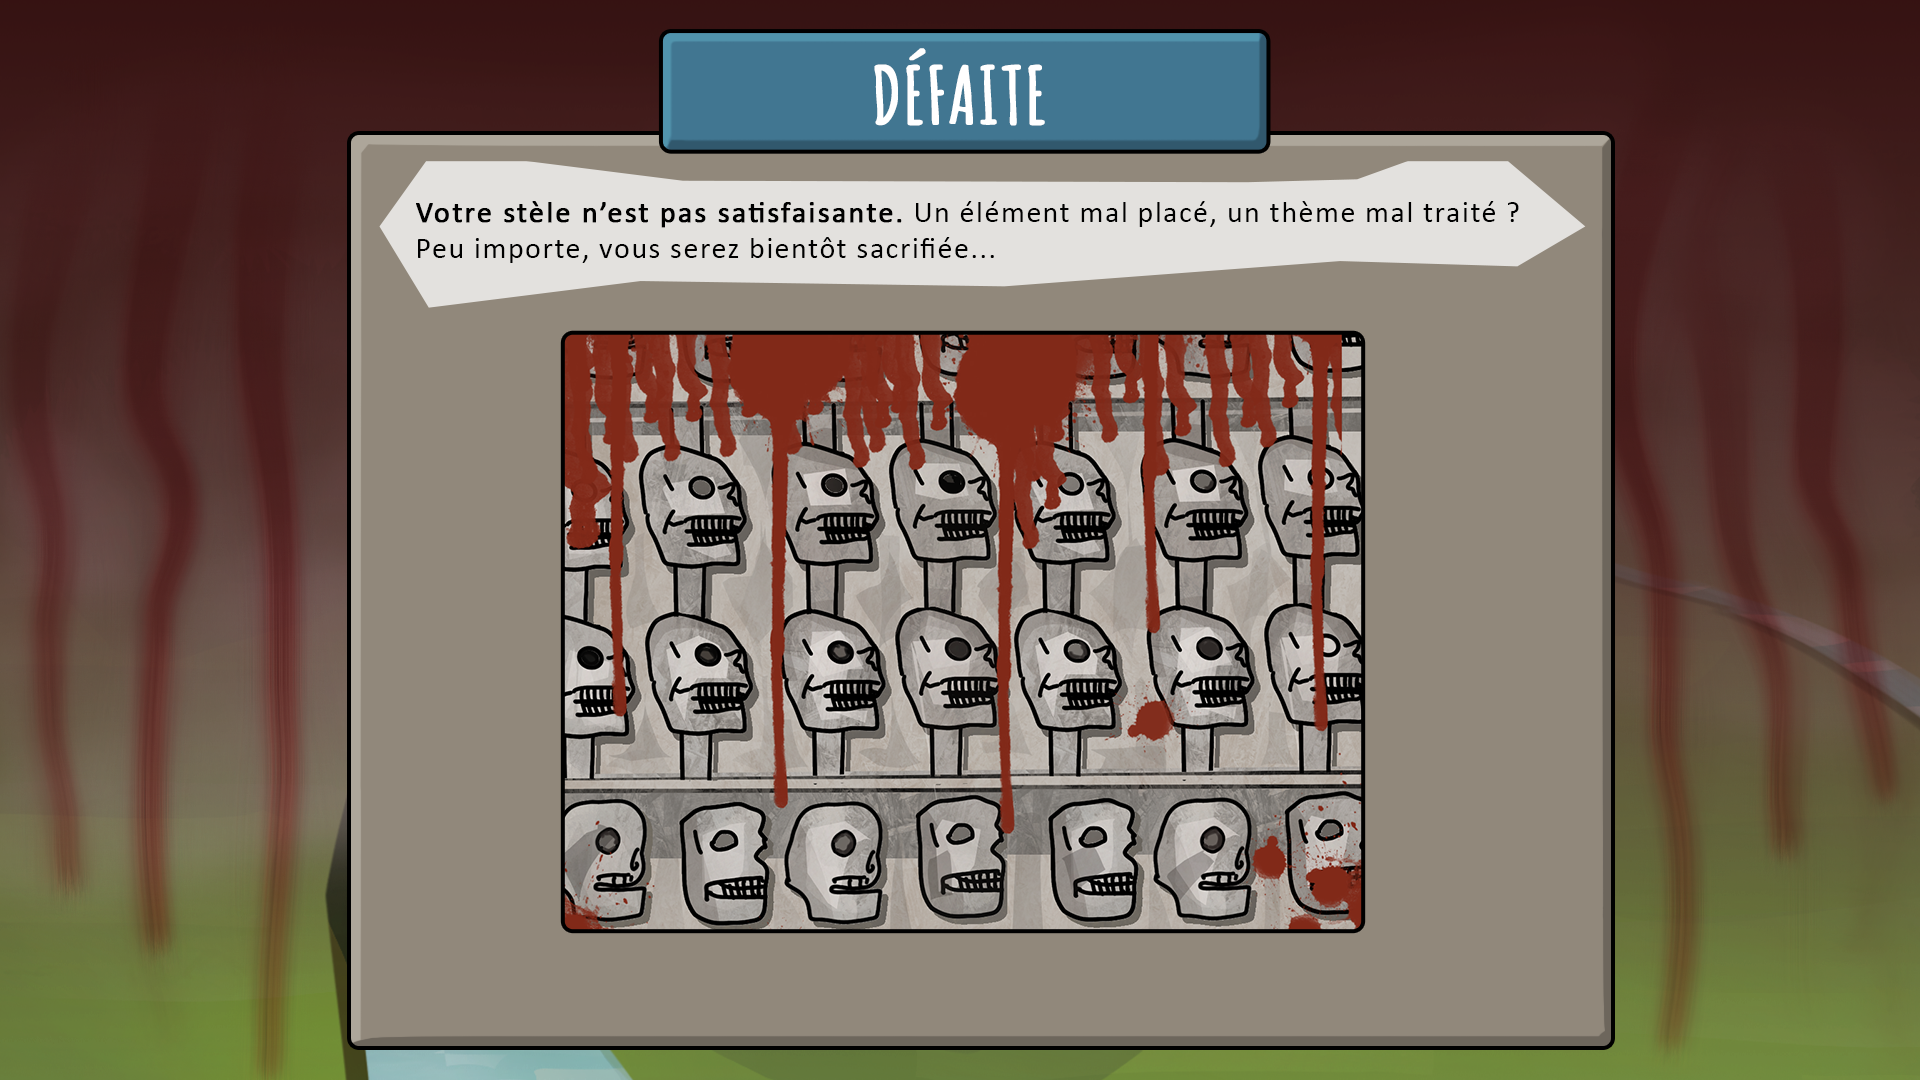 DÉFAITE
Votre stèle n’est pas satisfaisante. Un élément mal placé, un thème mal traité ?
Peu importe, vous serez bientôt sacrifiée...